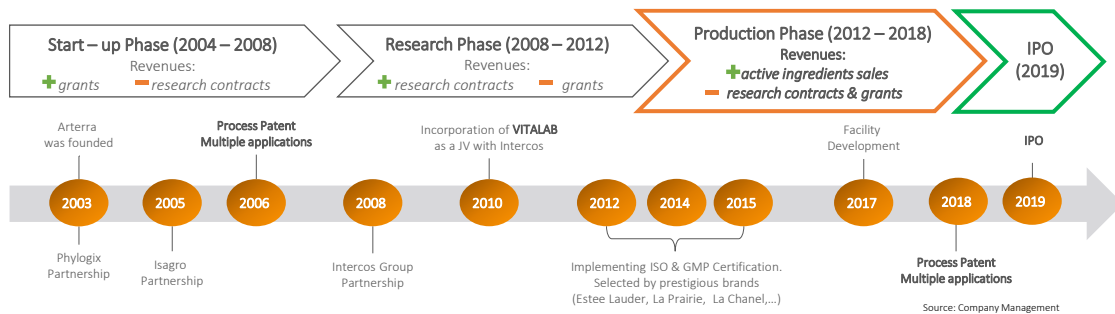 Start – up Phase (2004 – 2008)
Revenues:
+ grants – research contracts
Research Phase (2008 – 2012)
Revenues:
+ research contracts – grants
Production Phase (2012 – 2018)
Revenues:
+ active ingredients sales
– research contracts & grants
IPO
(2019)
Arterra
was founded
Process Patent
Multiple applications
Incorporation of VITALAB
as a JV with Intercos
Facility
Development
IPO
2003
2005
2006
2008
2010
2012
2014
2015
2017
2018
2019
Phylogix
Partnership
Isagro
Partnership
Intercos Group
Partnership
Implementing ISO & GMP Certification.
Selected by prestigious brands
(Estee Lauder, La Prairie, La Chanel,...)
Process Patent
Multiple applications
Source: Company Management